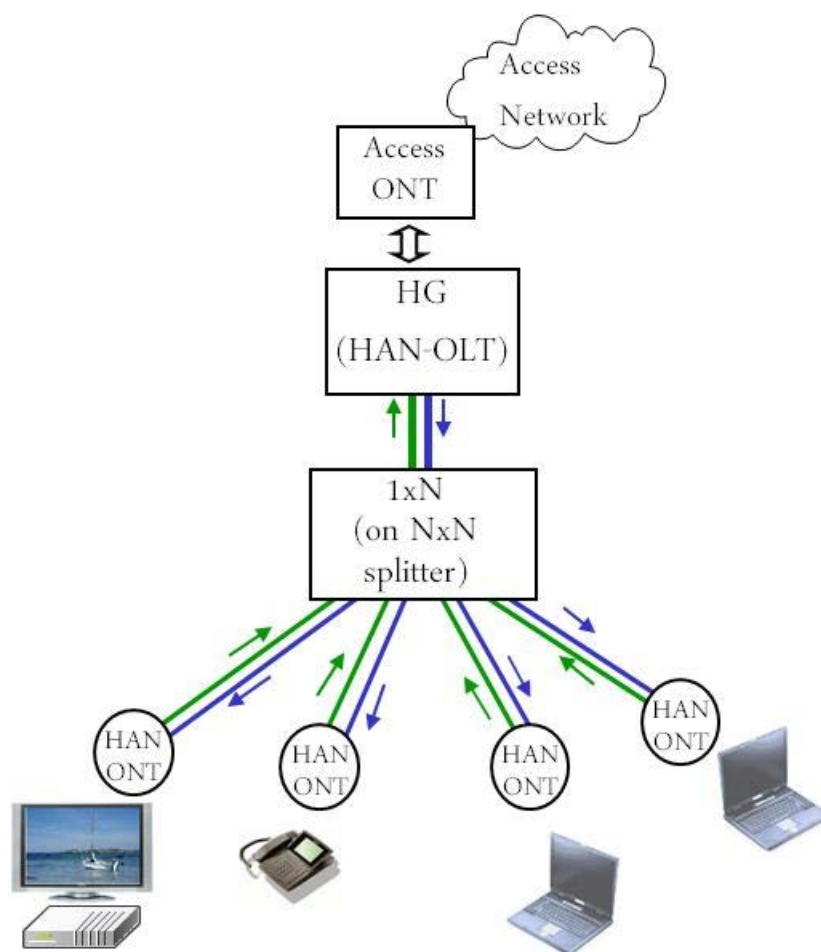 Access
Network
Access
ONT
HG
(HAN-OLT)
1xN
(on NxN
splitter)
HAN
ONT
HAN
ONT
HAN
ONT
HAN
ONT